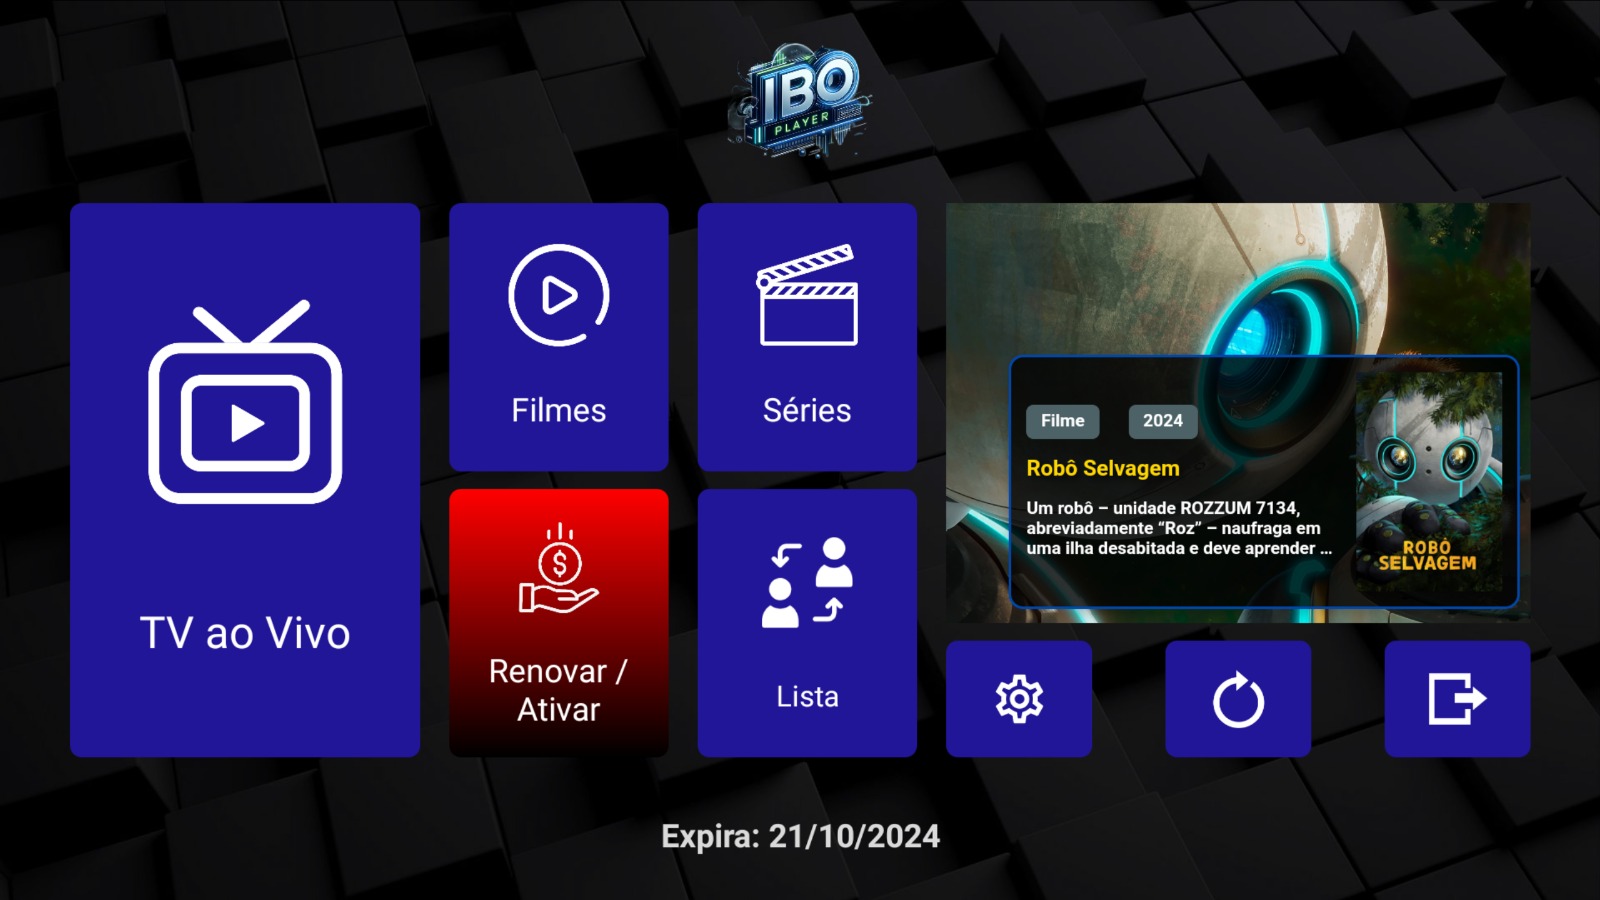 IBO
PLAYER
TV ao Vivo
Filmes
Séries
Renovar /
Ativar
Lista
Filme
2024
Robô Selvagem
Um robô – unidade ROZZUM 7134,
abreviadamente “Roz” – naufraga em
uma ilha desabitada e deve aprender ...
ROBÔ
SELVAGEM
Expira: 21/10/2024